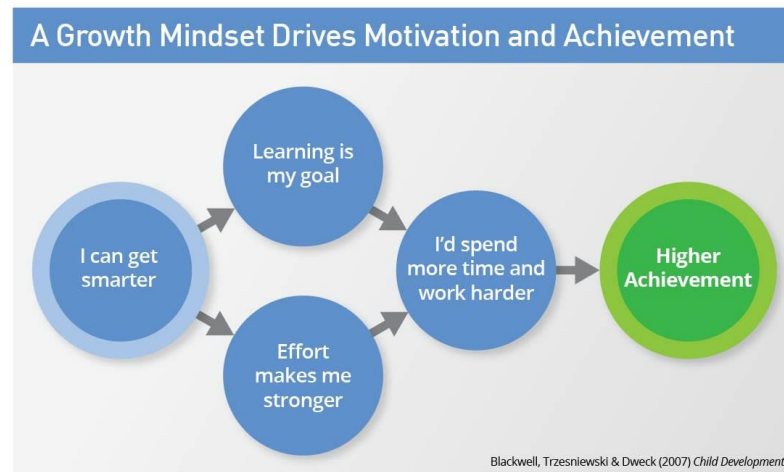 A Growth Mindset Drives Motivation and Achievement
Learning is
my goal
I can get
smarter
I'd spend
more time and
work harder
Higher
Achievement
Effort
makes me
stronger
Blackwell, Trzesniewski & Dweck (2007) Child Development